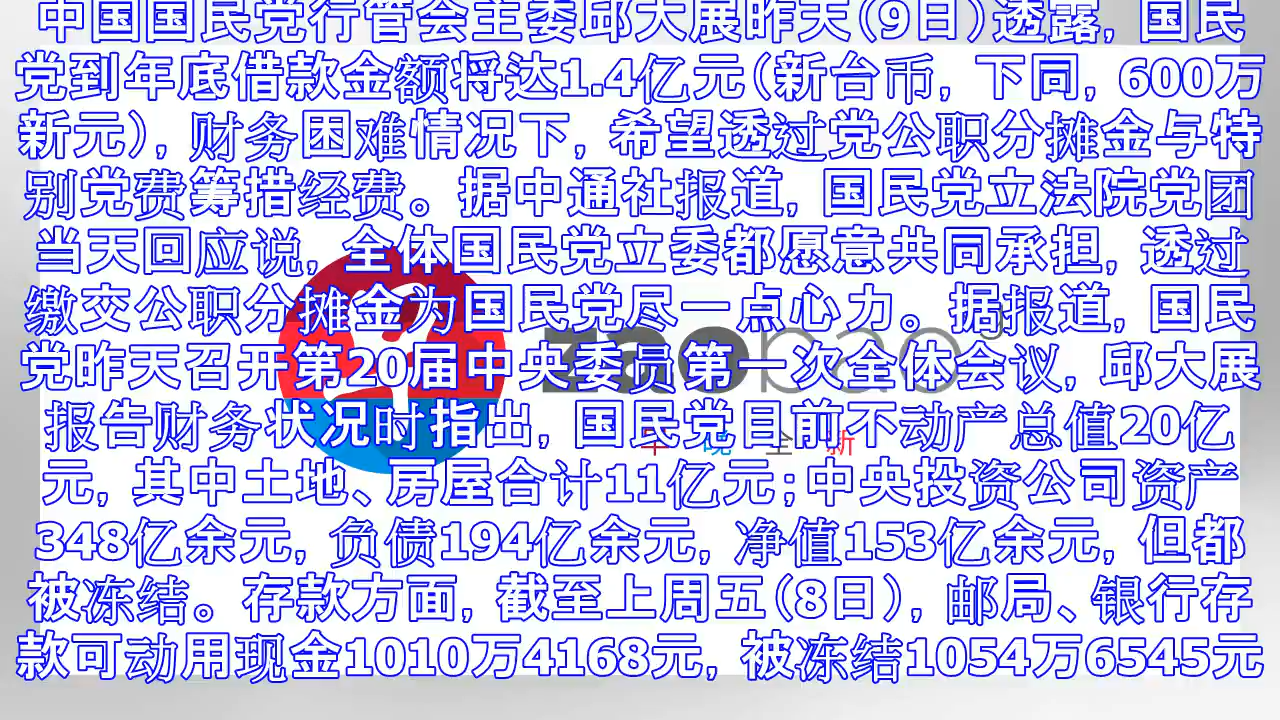 中国国民党行管会主委邱大展昨天(9日)透露, 国民
党到年底借款金额将达1.4亿元(新台币, 下同, 600万
新元), 财务困难情况下, 希望透过党公职分摊金与特
别党费筹措经费。据中通社报道, 国民党立法院党团
当天回应说, 全体国民党立委都愿意共同承担, 透过
缴交公职分摊金为国民党尽一点心力。据报道, 国民
zaobao
党昨天召开第20届中央委员第一次全体会议, 邱大展
报告财务状况时指出, 国民党目前不动产总值20亿
早 晚 全 新
元, 其中土地、房屋合计11亿元;中央投资公司资产
348亿余元, 负债194亿余元, 净值153亿余元, 但都
被冻结。存款方面, 截至上周五(8日), 邮局、银行存
款可动用现金1010万4168元, 被冻结1054万6545元